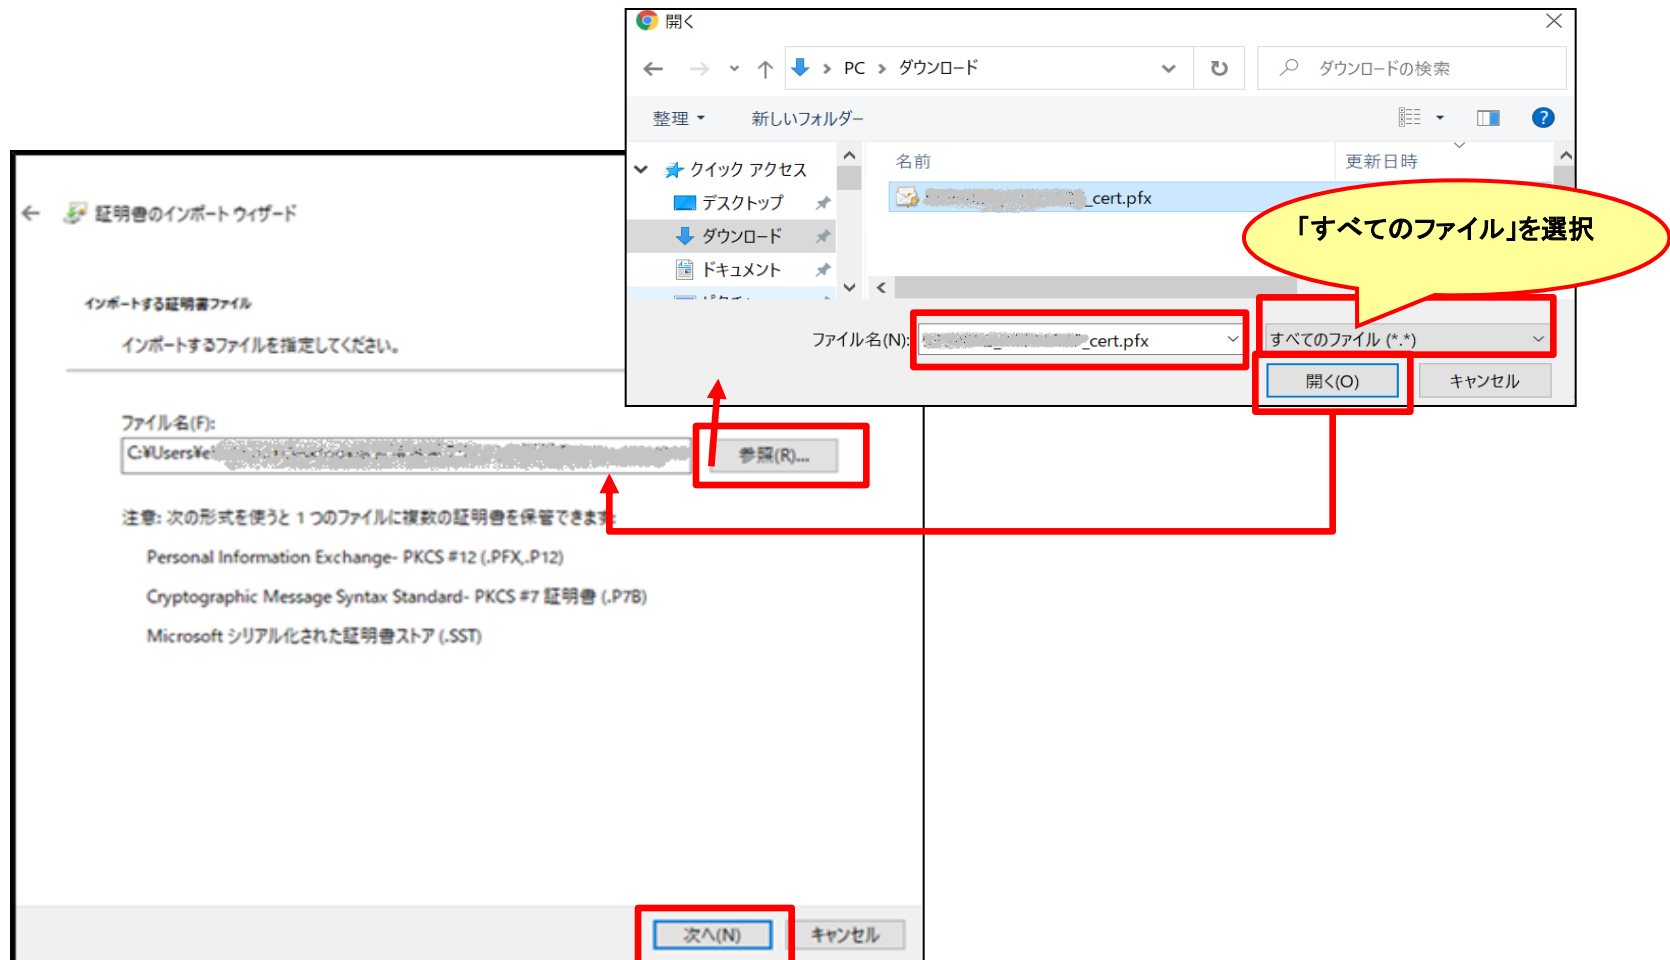 開く
PC > ダウンロード
ダウンロードの検索
整理
新しいフォルダー
クイック アクセス
デスクトップ
ダウンロード
ドキュメント
名前
更新日時
_cert.pfx
「すべてのファイル」を選択
ファイル名(N):
_cert.pfx
すべてのファイル (*.*)
開く(O)
キャンセル
証明書のインポート ウィザード
インポートする証明書ファイル
インポートするファイルを指定してください。
ファイル名(F):
C:¥Users¥e
参照(R)...
注意: 次の形式を使うと 1 つのファイルに複数の証明書を保管できます:
Personal Information Exchange- PKCS #12 (.PFX,.P12)
Cryptographic Message Syntax Standard- PKCS #7 証明書 (.P7B)
Microsoft シリアル化された証明書ストア (.SST)
次へ(N)
キャンセル